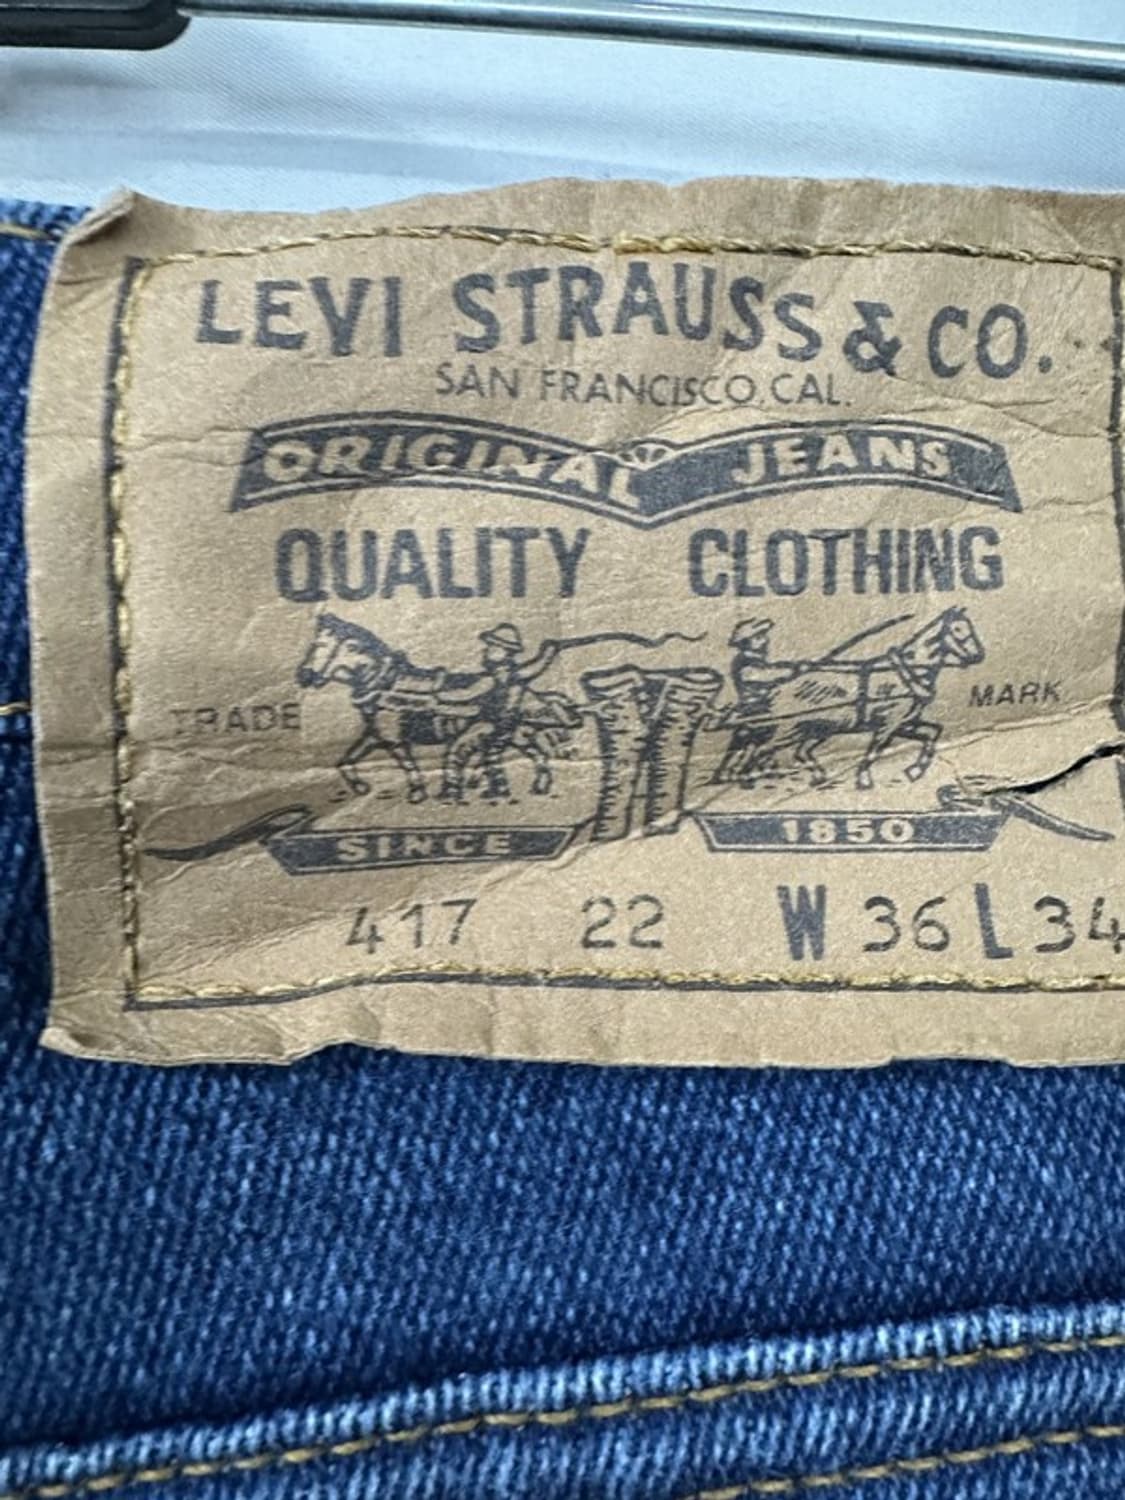 LEVI STRAUSS & CO.
SAN FRANCISCO, CAL.
ORIGINAL JEANS
QUALITY CLOTHING
TRADE MARK
SINCE 1850
417 22 W 36 L 34